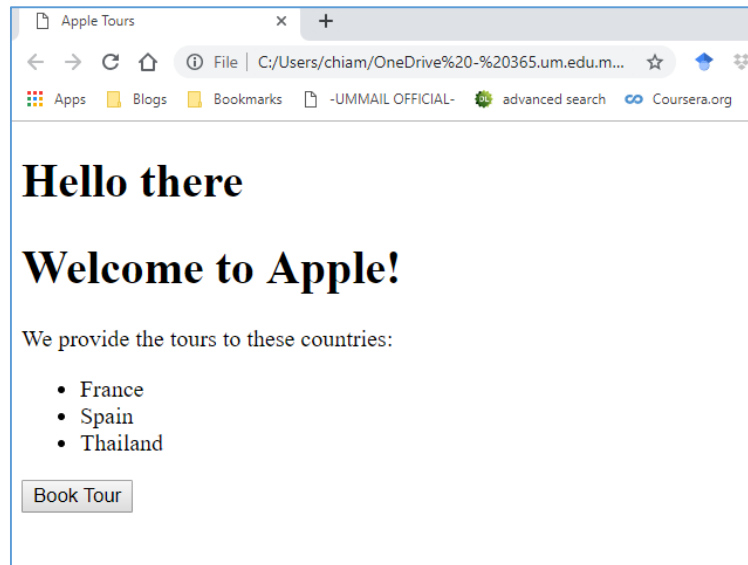 Apple Tours
File | C:/Users/chiam/OneDrive%20-%20365.um.edu.m...
Apps Blogs Bookmarks -UMMAIL OFFICIAL- advanced search Coursera.org
Hello there
Welcome to Apple!
We provide the tours to these countries:
• France
• Spain
• Thailand
Book Tour